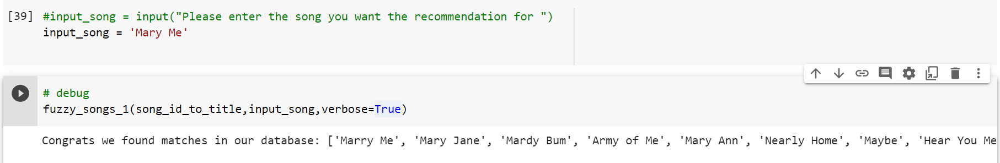 [39] #input_song = input("Please enter the song you want the recommendation for ")
input_song = 'Mary Me'
# debug
fuzzy_songs_1(song_id_to_title,input_song,verbose=True)
Congrats we found matches in our database: ['Marry Me', 'Mary Jane', 'Mardy Bum', 'Army of Me', 'Mary Ann', 'Nearly Home', 'Maybe', 'Hear You Me